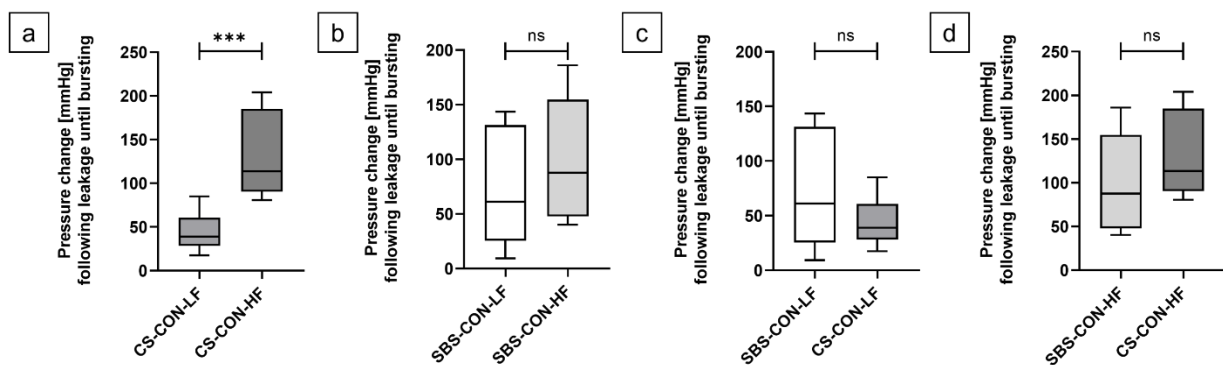 a
Pressure change [mmHg]
following leakage until bursting
250
200
150
100
50
0
***
CS-CON-LF
CS-CON-HF
b
Pressure change [mmHg]
following leakage until bursting
200
150
100
50
0
ns
SBS-CON-LF
SBS-CON-HF
c
Pressure change [mmHg]
following leakage until bursting
200
150
100
50
0
ns
SBS-CON-LF
CS-CON-LF
d
Pressure change [mmHg]
following leakage until bursting
250
200
150
100
50
0
ns
SBS-CON-HF
CS-CON-HF